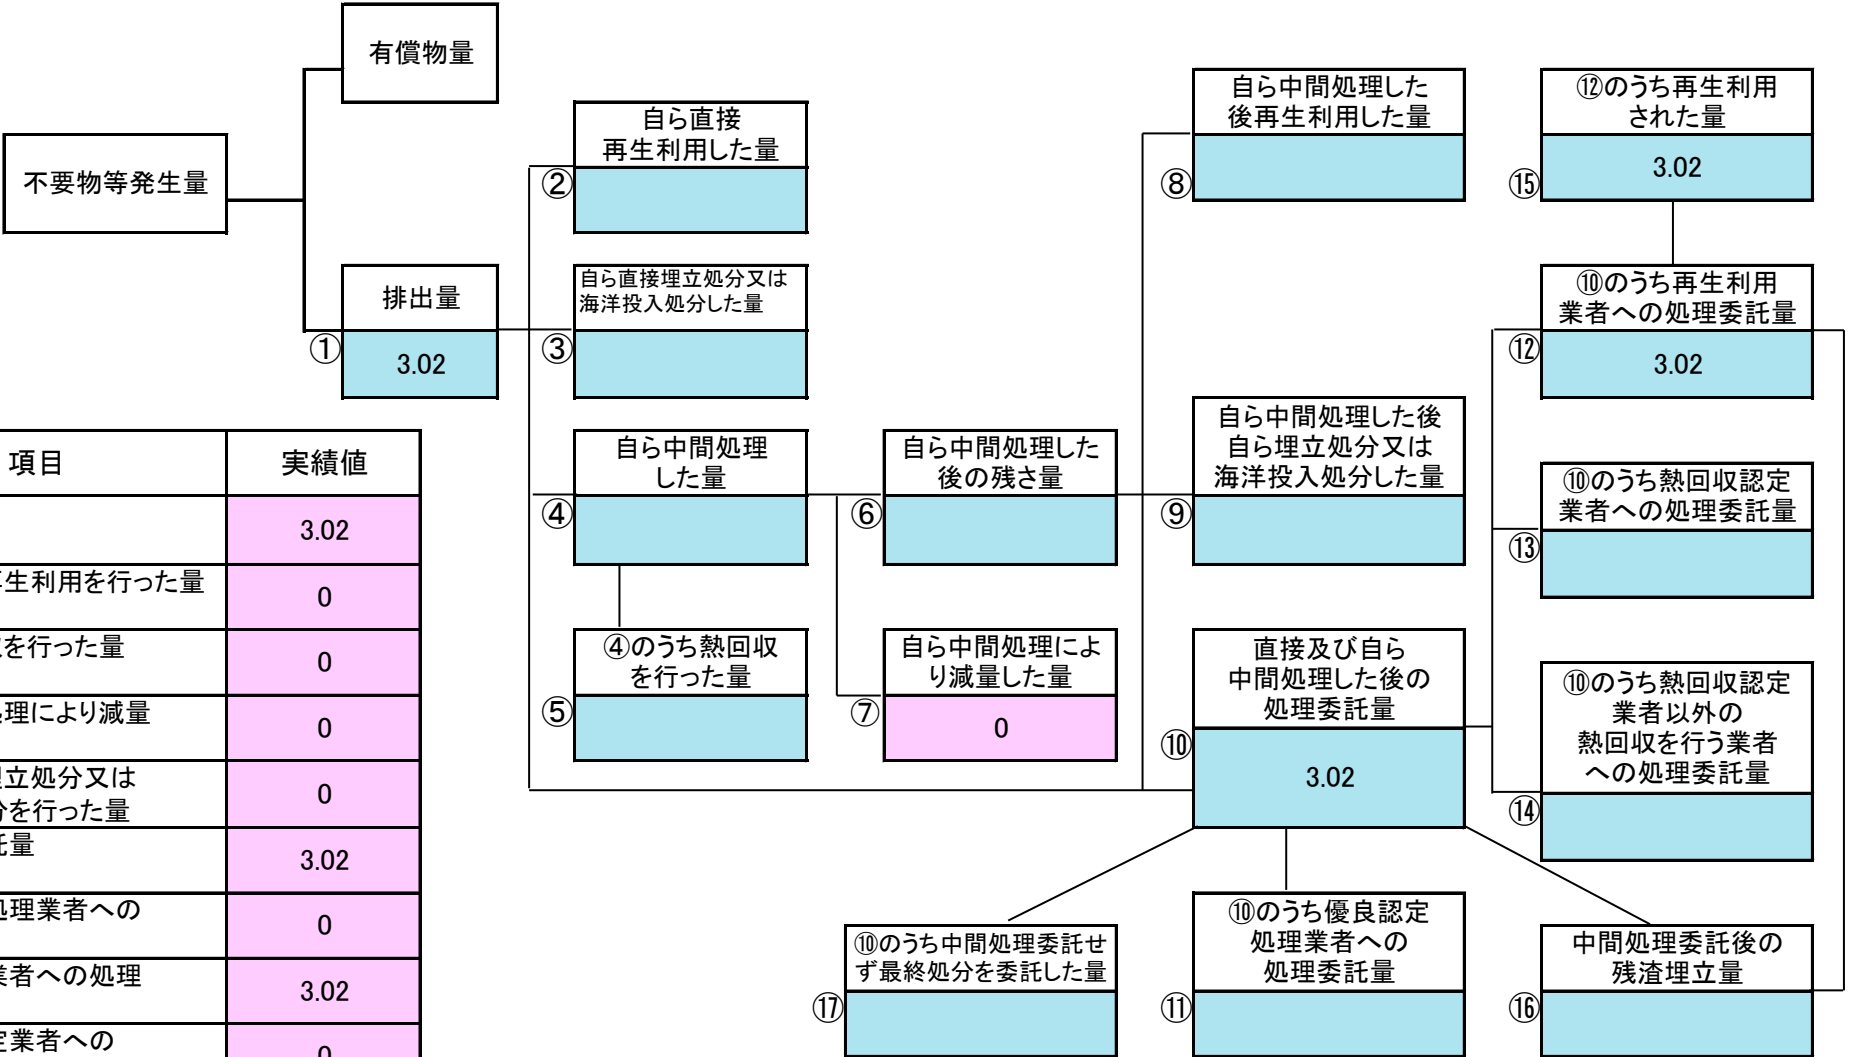 有償物量
不要物等発生量
排出量
①
3.02
自ら直接
再生利用した量
②
自ら直接埋立処分又は
海洋投入処分した量
③
自ら中間処理
した量
④
④のうち熱回収
を行った量
⑤
自ら中間処理した
後の残さ量
⑥
自ら中間処理によ
り減量した量
⑦
0
自ら中間処理した
後再生利用した量
⑧
自ら中間処理した後
自ら埋立処分又は
海洋投入処分した量
⑨
直接及び自ら
中間処理した後の
処理委託量
⑩
3.02
⑫のうち再生利用
された量
⑮
3.02
⑩のうち再生利用
業者への処理委託量
⑫
3.02
⑩のうち熱回収認定
業者への処理委託量
⑬
⑩のうち熱回収認定
業者以外の
熱回収を行う業者
への処理委託量
⑭
⑩のうち中間処理委託せ
ず最終処分を委託した量
⑰
⑩のうち優良認定
処理業者への
処理委託量
⑪
中間処理委託後の
残渣埋立量
⑯
項目
実績値
3.02
生利用を行った量
0
を行った量
0
理により減量
0
立処分又は
を行った量
0
託量
3.02
処理業者への
0
業者への処理
3.02
定業者への
0